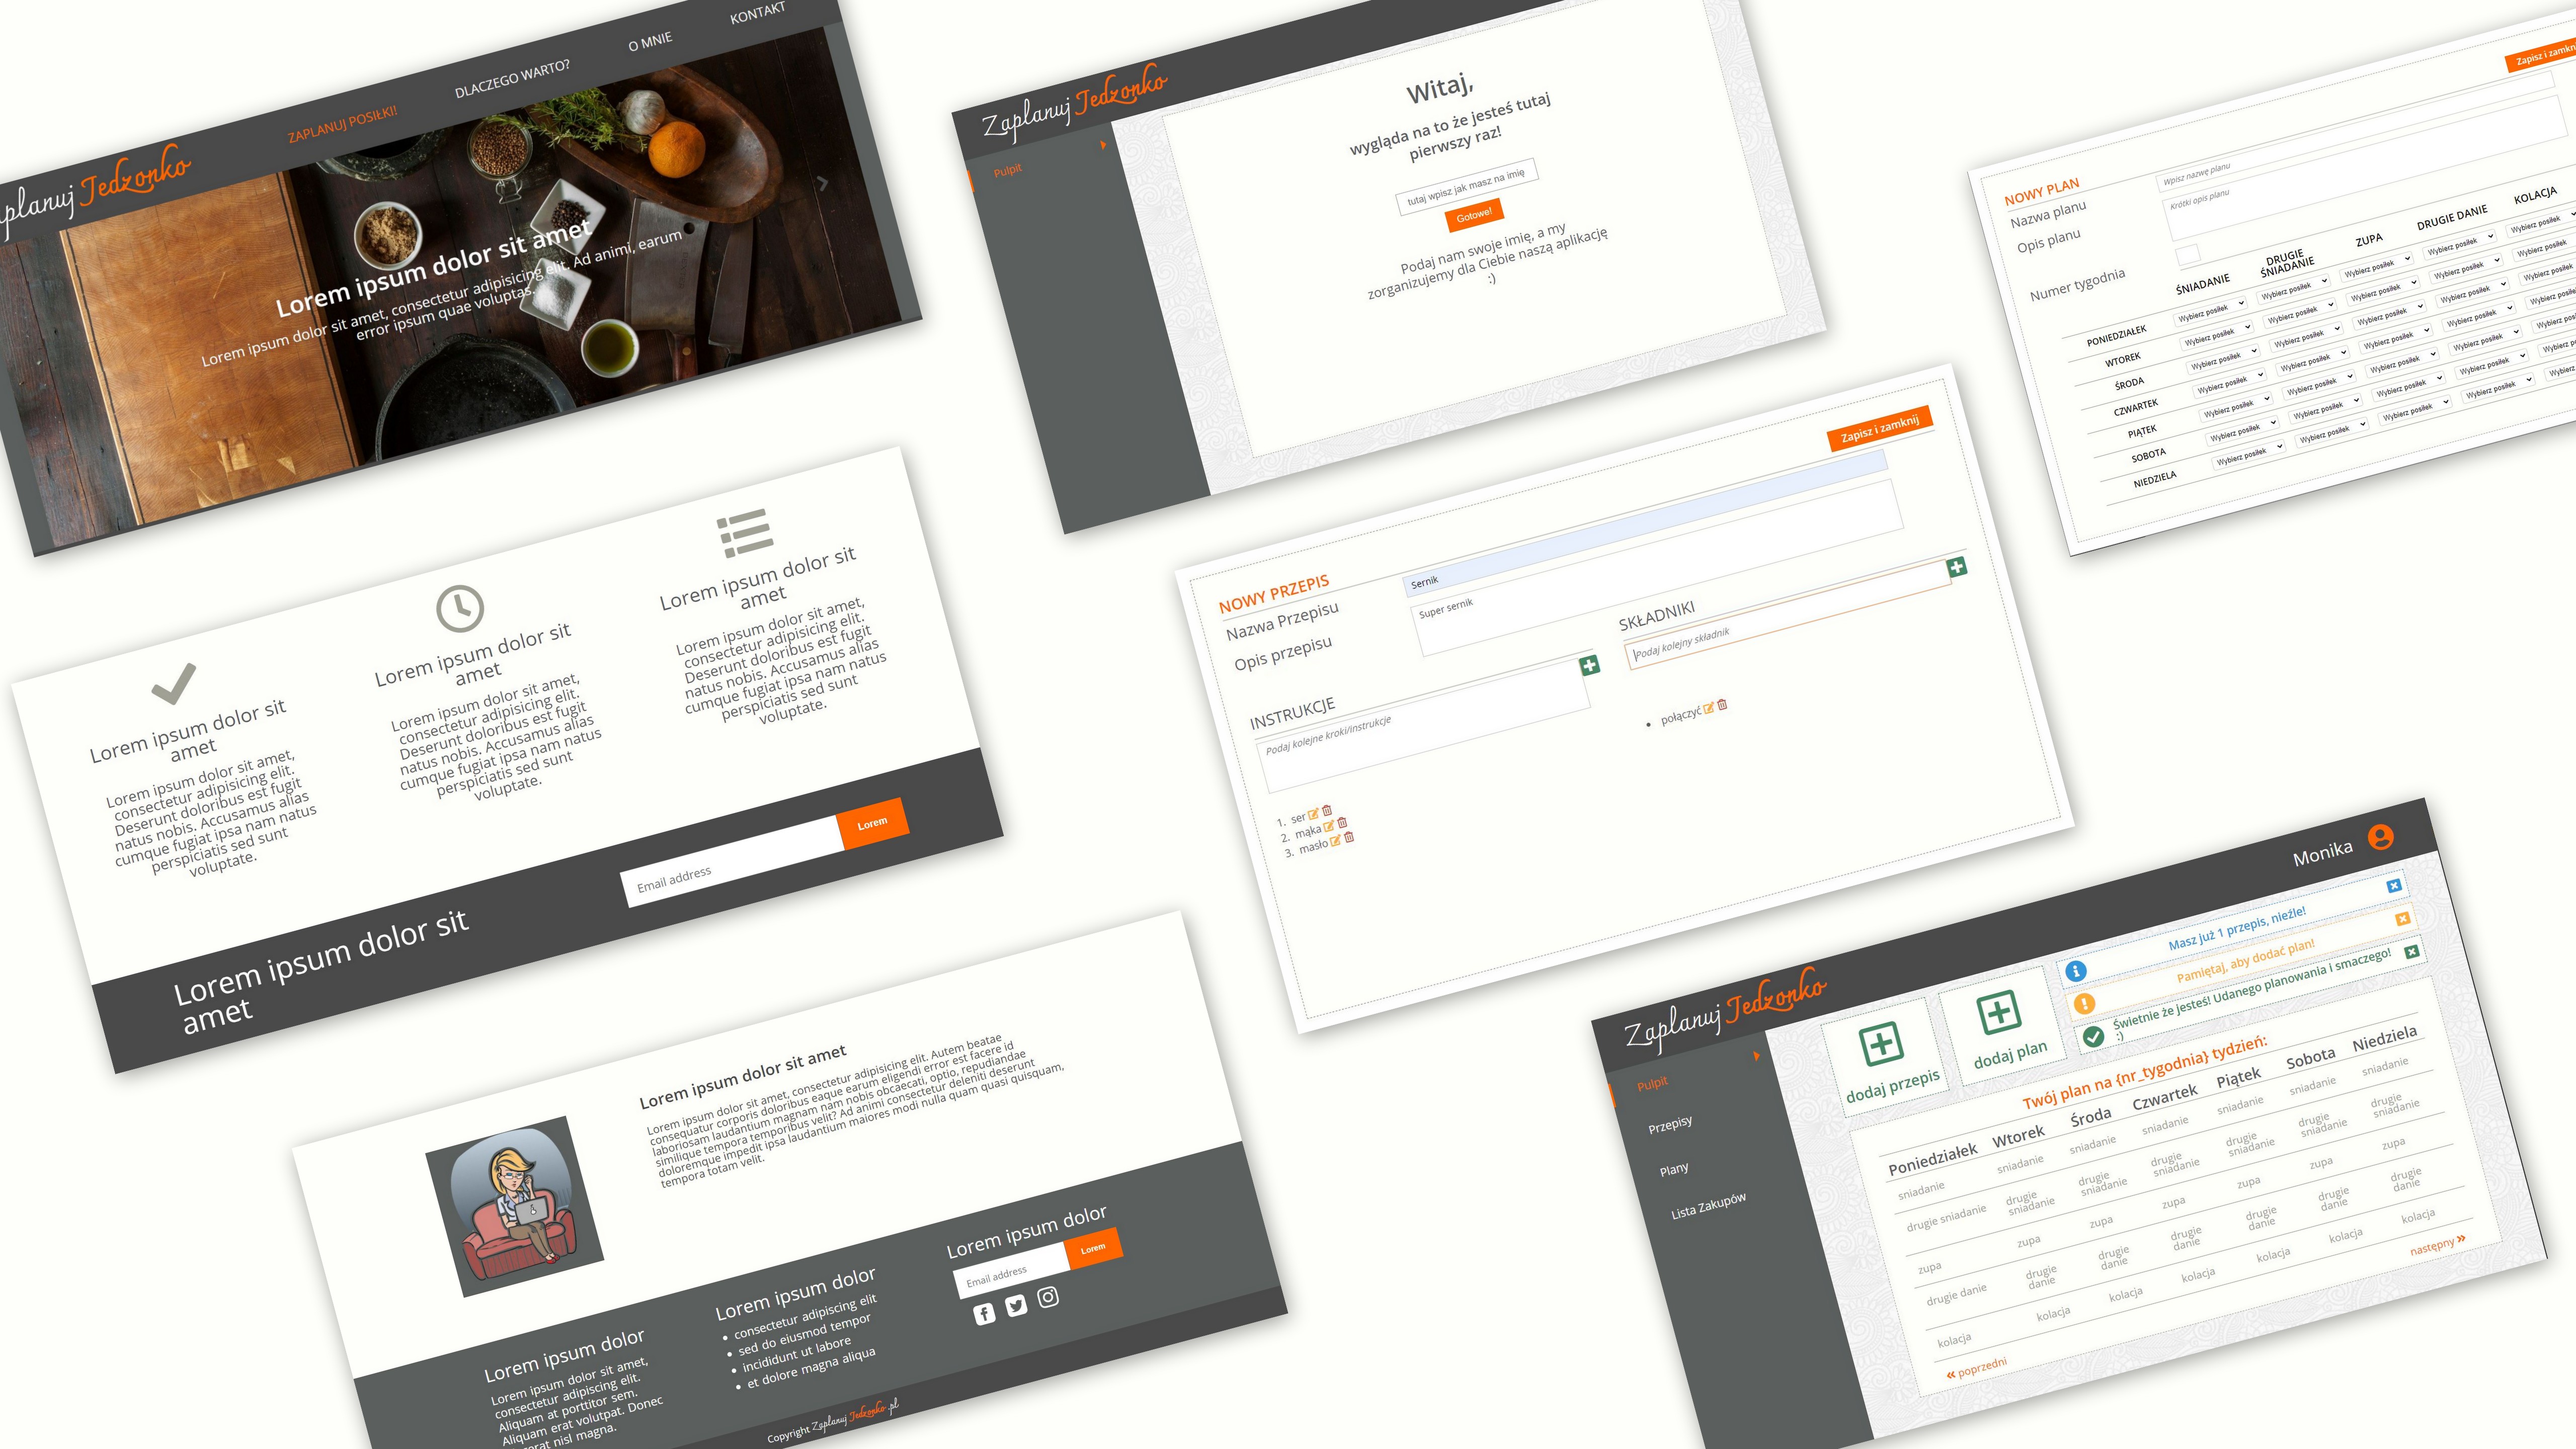 KONTAKT
O MNIE
DLACZEGO WARTO?
ZAPLANUJ POSIŁKI!
planuj Jedzonko
Lorem ipsum dolor sit amet
Lorem ipsum dolor sit amet, consectetur adipisicing elit. Ad animi, earum
error ipsum quae voluptas.
Lorem ipsum dolor sit
amet
Lorem ipsum dolor sit amet,
consectetur adipisicing elit.
Deserunt doloribus est fugit
natus nobis. Accusamus alias
cumque fugiat ipsa nam natus
perspiciatis sed sunt
voluptate.
Lorem ipsum dolor sit
amet
Lorem ipsum dolor sit amet,
consectetur adipisicing elit.
Deserunt doloribus est fugit
natus nobis. Accusamus alias
cumque fugiat ipsa nam natus
perspiciatis sed sunt
voluptate.
Lorem ipsum dolor sit
amet
Lorem ipsum dolor sit amet,
consectetur adipisicing elit.
Deserunt doloribus est fugit
natus nobis. Accusamus alias
cumque fugiat ipsa nam natus
perspiciatis sed sunt
voluptate.
Lorem ipsum dolor sit
amet
Email address
Lorem
Lorem ipsum dolor sit amet
Lorem ipsum dolor sit amet, consectetur adipisicing elit. Autem beatae
consequatur corporis doloribus eaque earum eligendi error est facere id
laboriosam laudantium magnam nam nobis obcaecati, optio, repudiandae
similique tempora temporibus velit? Ad animi consectetur deleniti deserunt
doloremque impedit ipsa laudantium maiores modi nulla quam quasi quisquam,
tempora totam velit.
Lorem ipsum dolor
Lorem ipsum dolor sit amet,
consectetur adipiscing elit.
Aliquam at porttitor sem.
Aliquam erat volutpat. Donec
erat nisl magna.
Lorem ipsum dolor
consectetur adipiscing elit
sed do eiusmod tempor
incididunt ut labore
et dolore magna aliqua
Lorem ipsum dolor
Email address
Lorem
Copyright Zaplanuj Jedzonko .pl
Zaplanuj Jedzonko
Pulpit
Witaj,
wygląda na to że jesteś tutaj
pierwszy raz!
tutaj wpisz jak masz na imię
Gotowe!
Podaj nam swoje imię, a my
zorganizujemy dla Ciebie naszą aplikację
:)
NOWY PRZEPIS
Zapisz i zamknij
Nazwa Przepisu
Sernik
Opis przepisu
Super sernik
INSTRUKCJE
Podaj kolejne kroki/instrukcje
1. ser
2. mąka
3. masło
SKŁADNIKI
Podaj kolejny składnik
połączyć
NOWY PLAN
Zapisz i zamkn
Nazwa planu
Wpisz nazwę planu
Opis planu
Krótki opis planu
Numer tygodnia
ŚNIADANIE DRUGIE ŚNIADANIE ZUPA DRUGIE DANIE KOLACJA
PONIEDZIAŁEK Wybierz posiłek Wybierz posiłek Wybierz posiłek Wybierz posiłek Wybierz posiłek
WTOREK Wybierz posiłek Wybierz posiłek Wybierz posiłek Wybierz posiłek Wybierz posiłek
ŚRODA Wybierz posiłek Wybierz posiłek Wybierz posiłek Wybierz posiłek Wybierz posiłek
CZWARTEK Wybierz posiłek Wybierz posiłek Wybierz posiłek Wybierz posiłek Wybierz
PIĄTEK Wybierz posiłek Wybierz posiłek Wybierz posiłek Wybierz posiłek Wybierz
SOBOTA Wybierz posiłek Wybierz posiłek Wybierz posiłek Wybierz posiłek Wybierz
NIEDZIELA Wybierz posiłek Wybierz posiłek Wybierz posiłek Wybierz posiłek Wybierz
Zaplanuj Jedzonko
Monika
Pulpit
Przepisy
Plany
Lista Zakupów
dodaj przepis
dodaj plan
Masz już 1 przepis, nieźle!
Pamiętaj, aby dodać plan!
Świetnie że jesteś! Udanego planowania i smacznego!
:)
Twój plan na {nr_tygodnia} tydzień:
Poniedziałek Wtorek Środa Czwartek Piątek Sobota Niedziela
sniadanie sniadanie sniadanie sniadanie sniadanie sniadanie sniadanie
drugie sniadanie drugie sniadanie drugie sniadanie drugie sniadanie drugie sniadanie drugie sniadanie drugie sniadanie
zupa zupa zupa zupa zupa zupa zupa
drugie danie drugie danie drugie danie drugie danie drugie danie drugie danie drugie danie
kolacja kolacja kolacja kolacja kolacja kolacja kolacja
« poprzedni
następny »